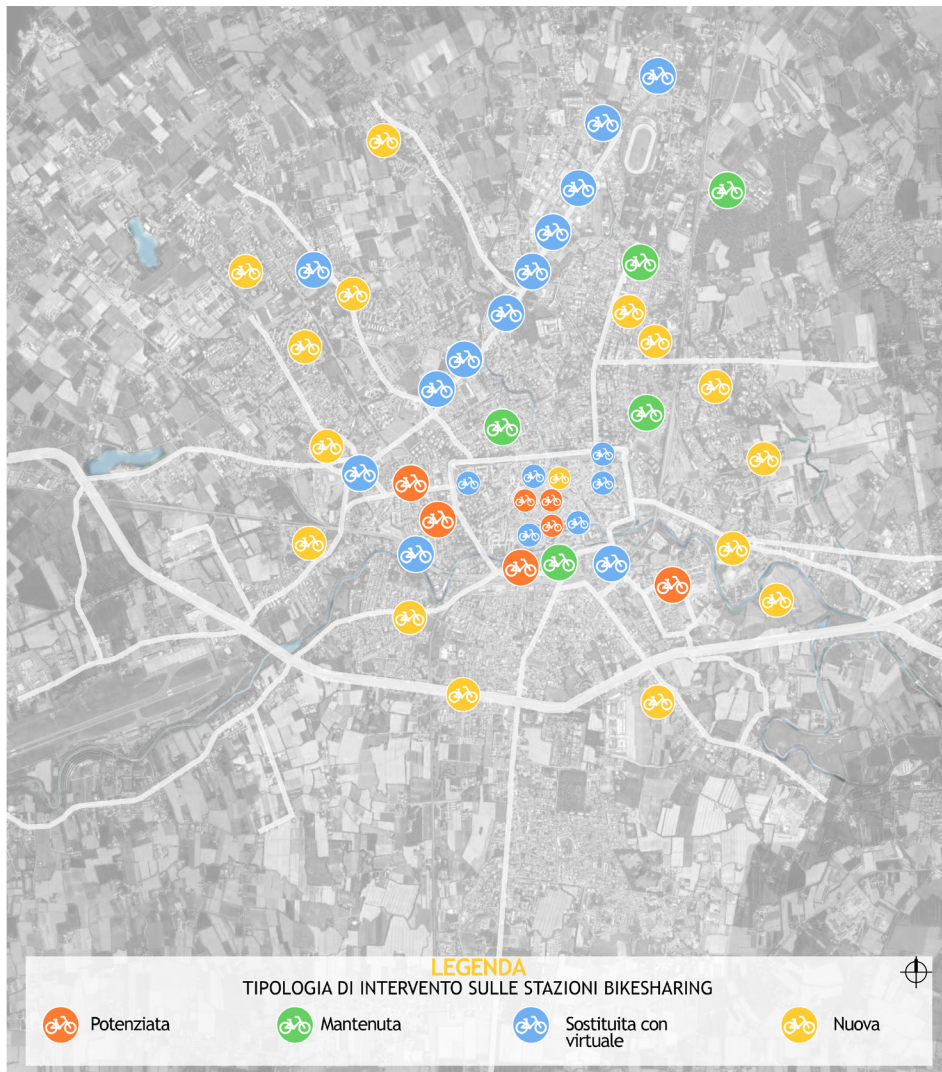 LEGENDA
TIPOLOGIA DI INTERVENTO SULLE STAZIONI BIKESHARING
Potenziata
Mantenuta
Sostituita con
virtuale
Nuova